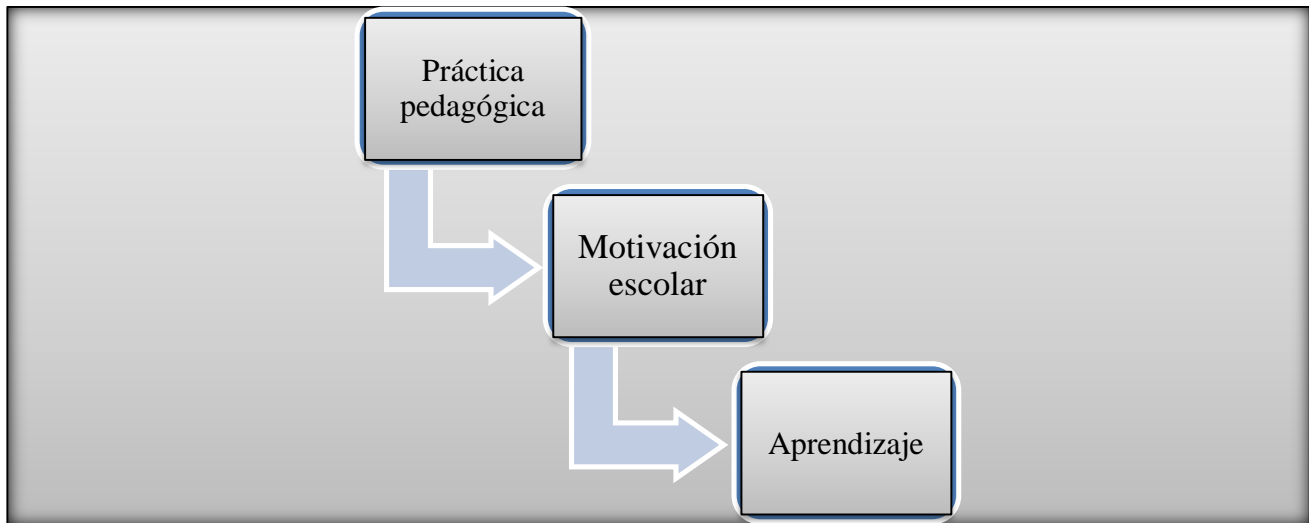 Práctica
pedagógica
Motivación
escolar
Aprendizaje